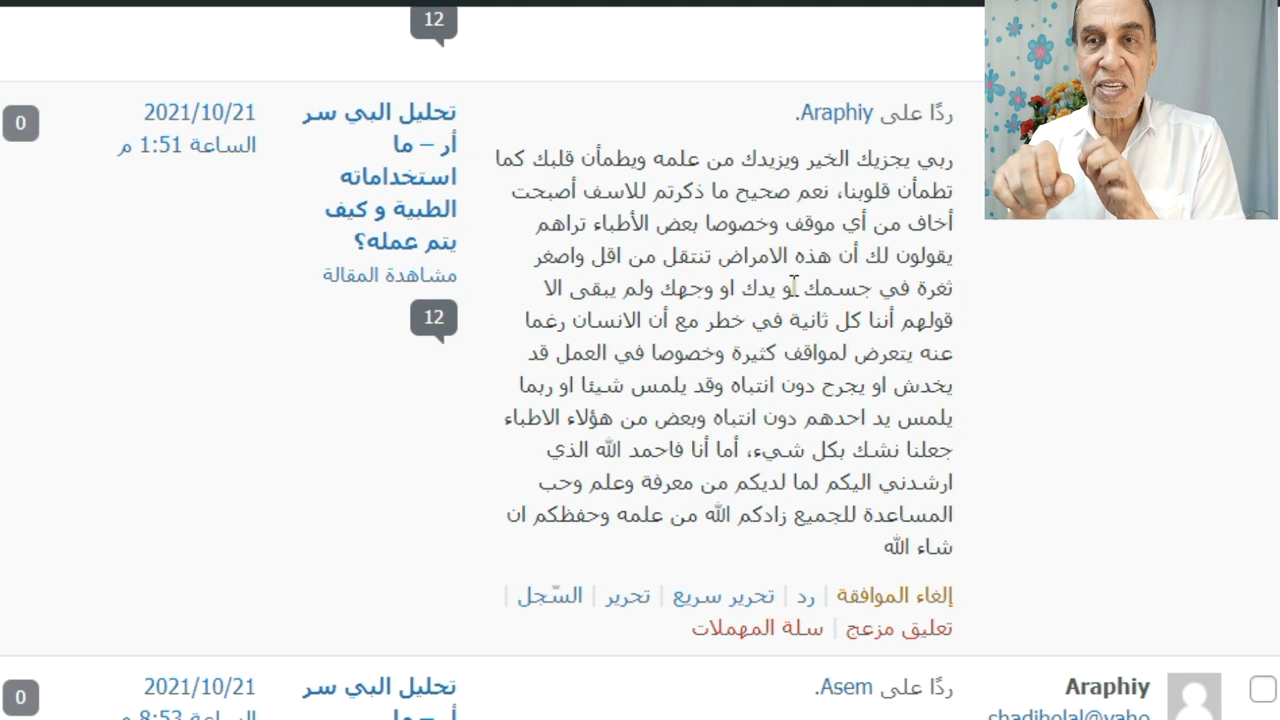 12
ردًا على Araphiy.
ربي يجزيك الخير ويزيدك من علمه ويطمأن قلبك كما
تطمأن قلوبنا، نعم صحيح ما ذكرتم للاسف أصبحت
أخاف من أي موقف وخصوصا بعض الأطباء تراهم
يقولون لك أن هذه الامراض تنتقل من اقل واصغر
ثغرة في جسمك او يدك او وجهك ولم يبقى الا
قولهم أننا كل ثانية في خطر مع أن الانسان رغما
عنه يتعرض لمواقف كثيرة وخصوصا في العمل قد
يخدش او يجرح دون انتباه وقد يلمس شيئا او ربما
يلمس يد احدهم دون انتباه وبعض من هؤلاء الاطباء
جعلنا نشك بكل شيء، أما أنا فاحمد الله الذي
ارشدني اليكم لما لديكم من معرفة وعلم وحب
المساعدة للجميع زادكم الله من علمه وحفظكم ان
شاء الله
إلغاء الموافقة | رد | تحرير سريع | تحرير | السّجل |
تعليق مزعج | سلة المهملات
تحليل البي سر
أر – ما
استخداماته
الطبية و كيف
يتم عمله؟
مشاهدة المقالة
12
2021/10/21
الساعة 1:51 م
0
Araphiy
ردًا على Asem.
تحليل البي سر
2021/10/21
الساعة 8:53 م
0